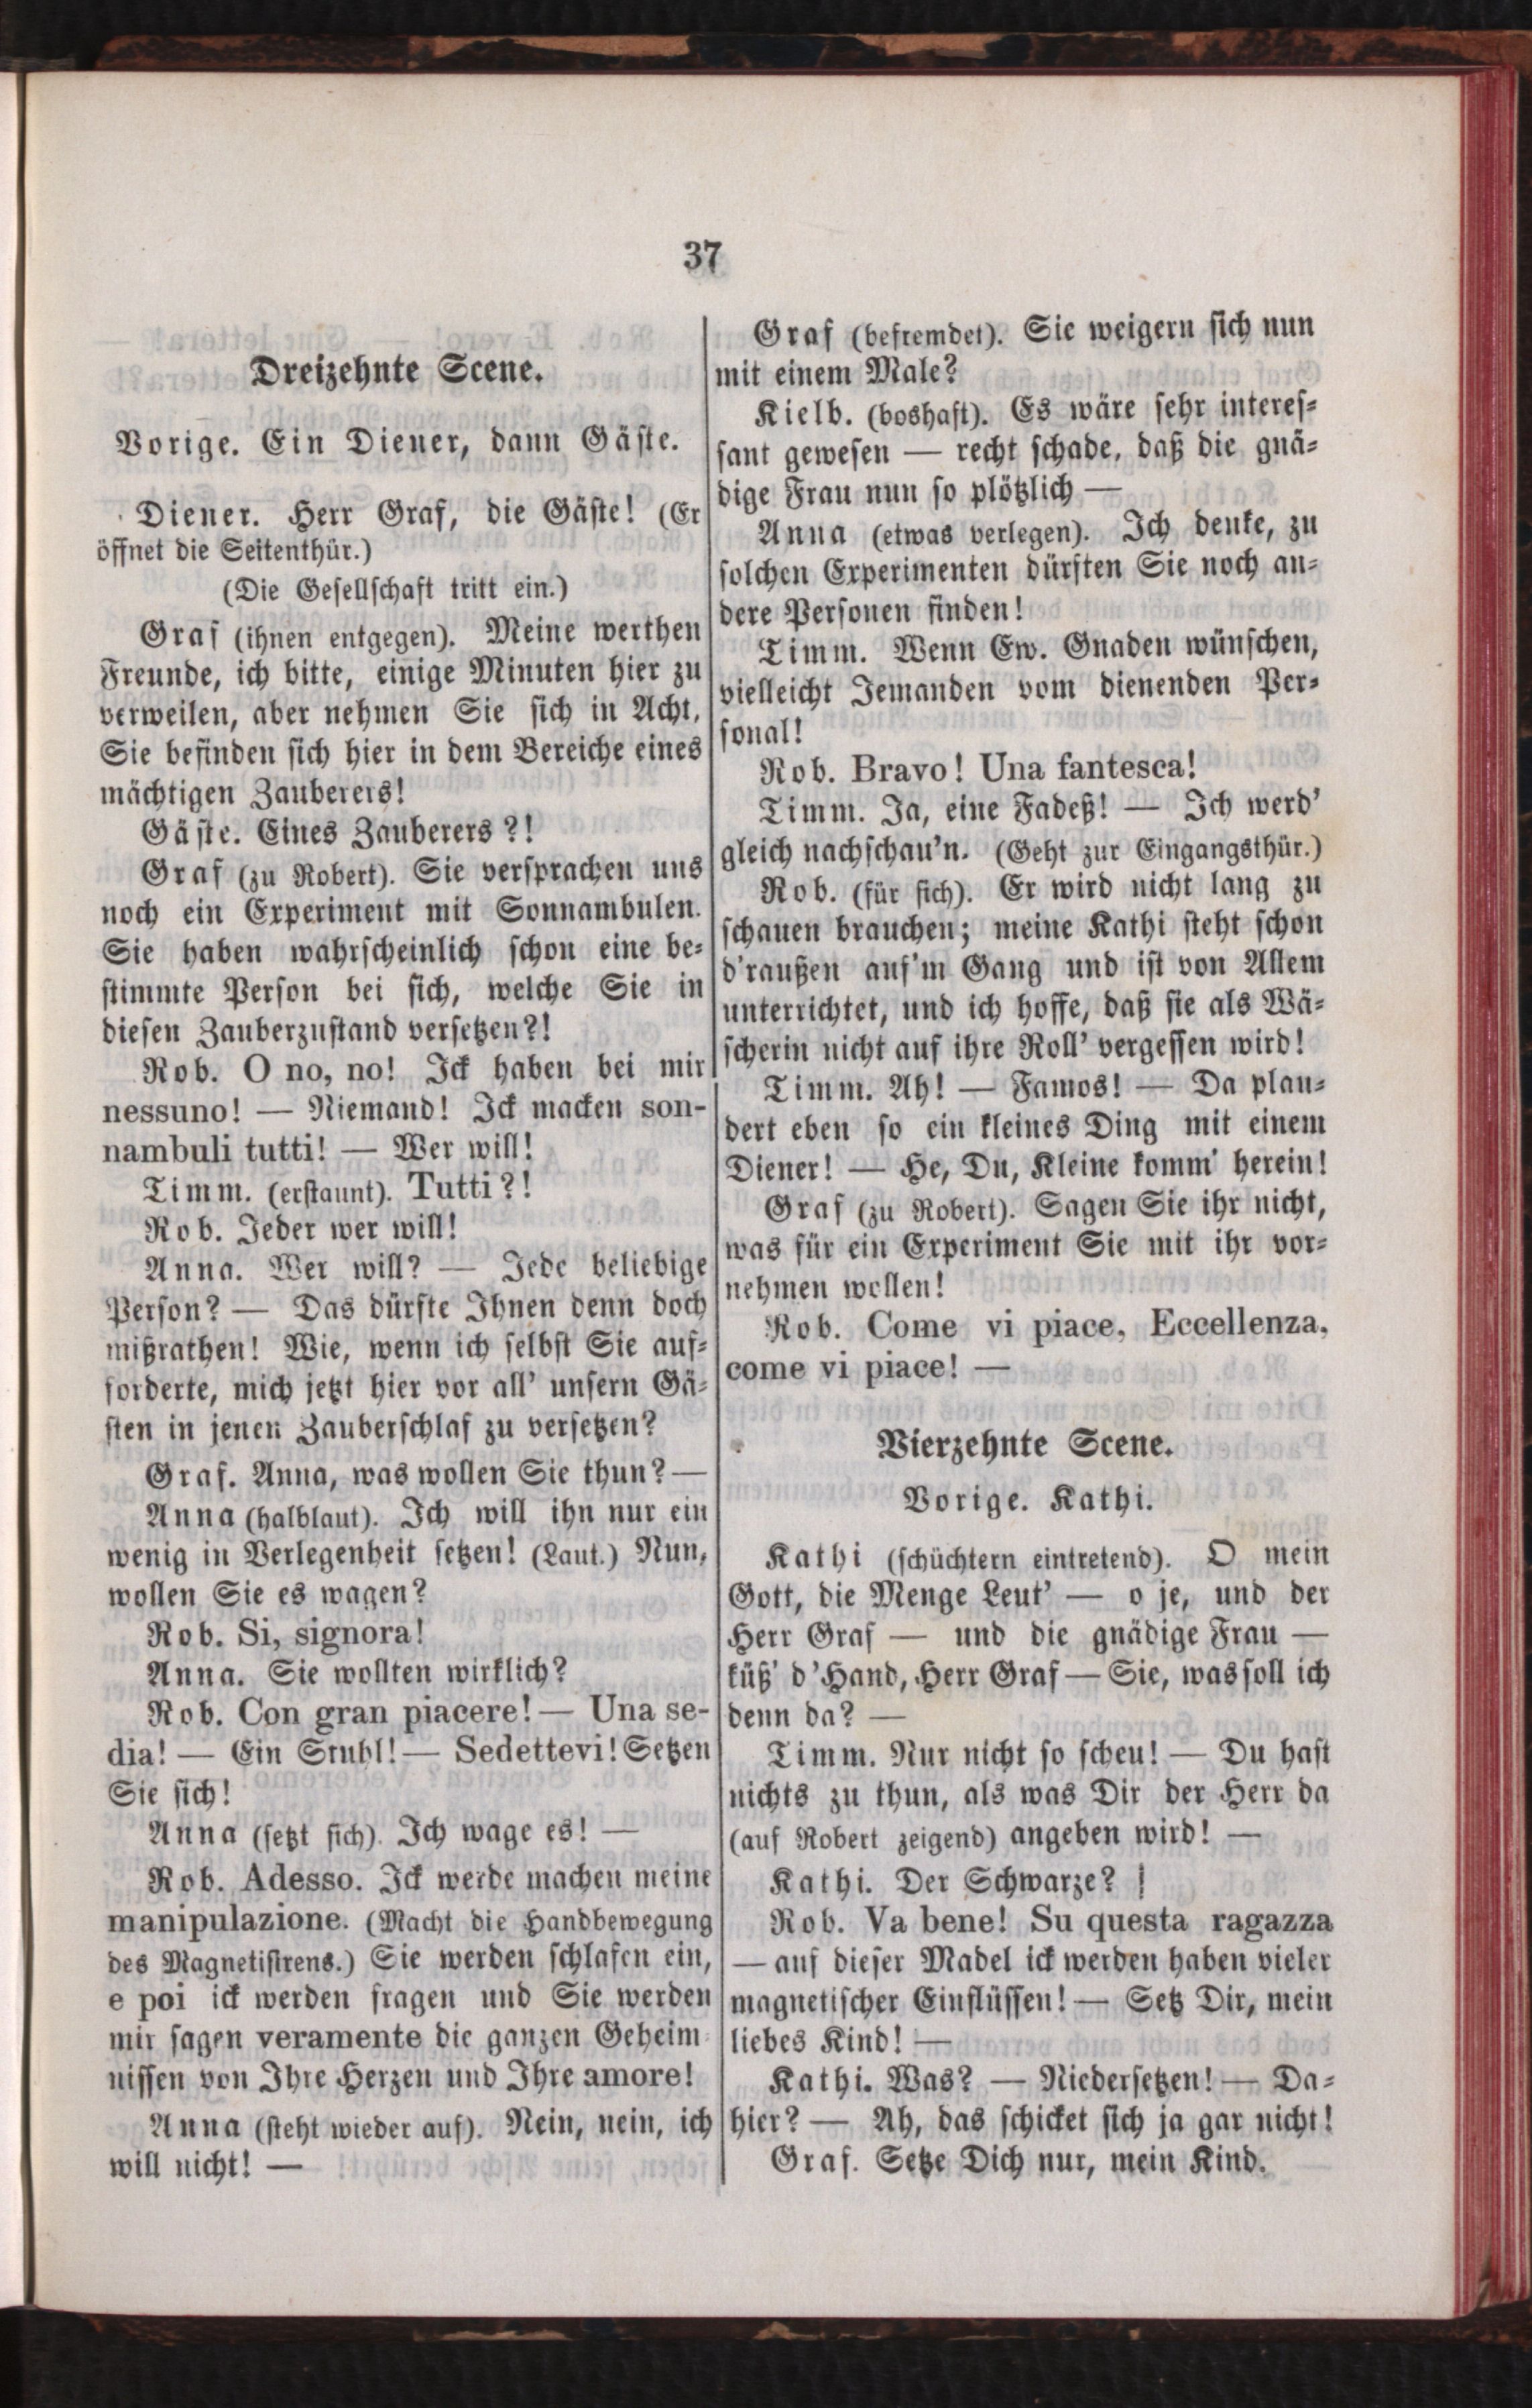 37
Dreizehnte Scene.
Vorige. Ein Diener, dann Gäste.
Diener. Herr Graf, die Gäste! (Er
öffnet die Seitenthür.)
(Die Gesellschaft tritt ein.)
Graf (ihnen entgegen). Meine werthen
Freunde, ich bitte, einige Minuten hier zu
verweilen, aber nehmen Sie sich in Acht,
Sie befinden sich hier in dem Bereiche eines
mächtigen Zauberers!
Gäste. Eines Zauberers?!
Graf (zu Robert). Sie versprachen uns
noch ein Experiment mit Sonnambulen.
Sie haben wahrscheinlich schon eine be-
stimmte Person bei sich, welche Sie in
diesen Zauberzustand versetzen?!
Rob. O no, no! Ick haben bei mir
nessuno! — Niemand! Ick macken son-
nambuli tutti! — Wer will!
Timm. (erstaunt). Tutti?!
Rob. Jeder wer will!
Anna. Wer will? — Jede beliebige
Person? — Das dürfte Ihnen denn doch
mißrathen! Wie, wenn ich selbst Sie auf-
forderte, mich jetzt hier vor all' unsern Gä-
sten in jenen Zauberschlaf zu versetzen?
Graf. Anna, was wollen Sie thun? —
Anna (halblaut). Ich will ihn nur ein
wenig in Verlegenheit setzen! (Laut.) Nun,
wollen Sie es wagen?
Rob. Si, signora!
Anna. Sie wollten wirklich?
Rob. Con gran piacere! — Una se-
dia! — Ein Stuhl! — Sedettevi! Setzen
Sie sich!
Anna (setzt sich). Ich wage es! —
Rob. Adesso. Ick werde machen meine
manipulazione. (Macht die Handbewegung
des Magnetisirens.) Sie werden schlafen ein,
e poi ick werden fragen und Sie werden
mir sagen veramente die ganzen Geheim-
nissen von Ihre Herzen und Ihre amore!
Anna (steht wieder auf). Nein, nein, ich
will nicht! —
Graf (befremdet). Sie weigern sich nun
mit einem Male?
Kielb. (boshaft). Es wäre sehr interes-
sant gewesen — recht schade, daß die gnä-
dige Frau nun so plötzlich —
Anna (etwas verlegen). Ich denke, zu
solchen Experimenten dürften Sie noch an-
dere Personen finden!
Timm. Wenn Ew. Gnaden wünschen,
vielleicht Jemanden vom dienenden Per-
sonal!
Rob. Bravo! Una fantesca!
Timm. Ja, eine Fadeß! — Ich werd'
gleich nachschau'n. (Geht zur Eingangsthür.)
Rob. (für sich). Er wird nicht lang zu
schauen brauchen; meine Kathi steht schon
d'raußen auf'm Gang und ist von Allem
unterrichtet, und ich hoffe, daß sie als Wä-
scherin nicht auf ihre Roll' vergessen wird!
Timm. Ah! — Famos! — Da plau-
dert eben so ein kleines Ding mit einem
Diener! — He, Du, Kleine komm' herein!
Graf (zu Robert). Sagen Sie ihr nicht,
was für ein Experiment Sie mit ihr vor-
nehmen wollen!
Rob. Come vi piace, Eccellenza,
come vi piace! —
Vierzehnte Scene.
Vorige. Kathi.
Kathi (schüchtern eintretend). O mein
Gott, die Menge Leut' — o je, und der
Herr Graf — und die gnädige Frau —
küß' d'Hand, Herr Graf — Sie, was soll ich
denn da? —
Timm. Nur nicht so scheu! — Du hast
nichts zu thun, als was Dir der Herr da
(auf Robert zeigend) angeben wird! —
Kathi. Der Schwarze? |
Rob. Va bene! Su questa ragazza
— auf dieser Madel ick werden haben vieler
magnetischer Einflüssen! — Setz Dir, mein
liebes Kind! —
Kathi. Was? — Niedersetzen! — Da-
hier? — Ah, das schicket sich ja gar nicht!
Graf. Setze Dich nur, mein Kind.